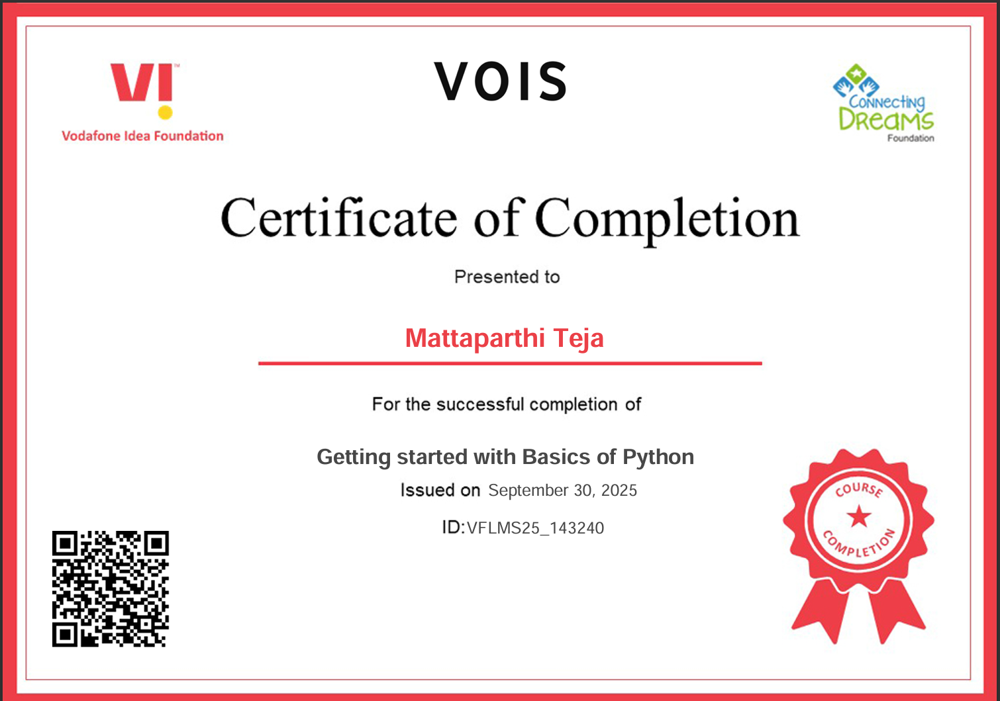 VI™
Vodafone Idea Foundation
VOIS
Connecting
Dreams
Foundation
Certificate of Completion
Presented to
Mattaparthi Teja
For the successful completion of
Getting started with Basics of Python
Issued on September 30, 2025
ID:VFLMS25_143240
COURSE
COMPLETION